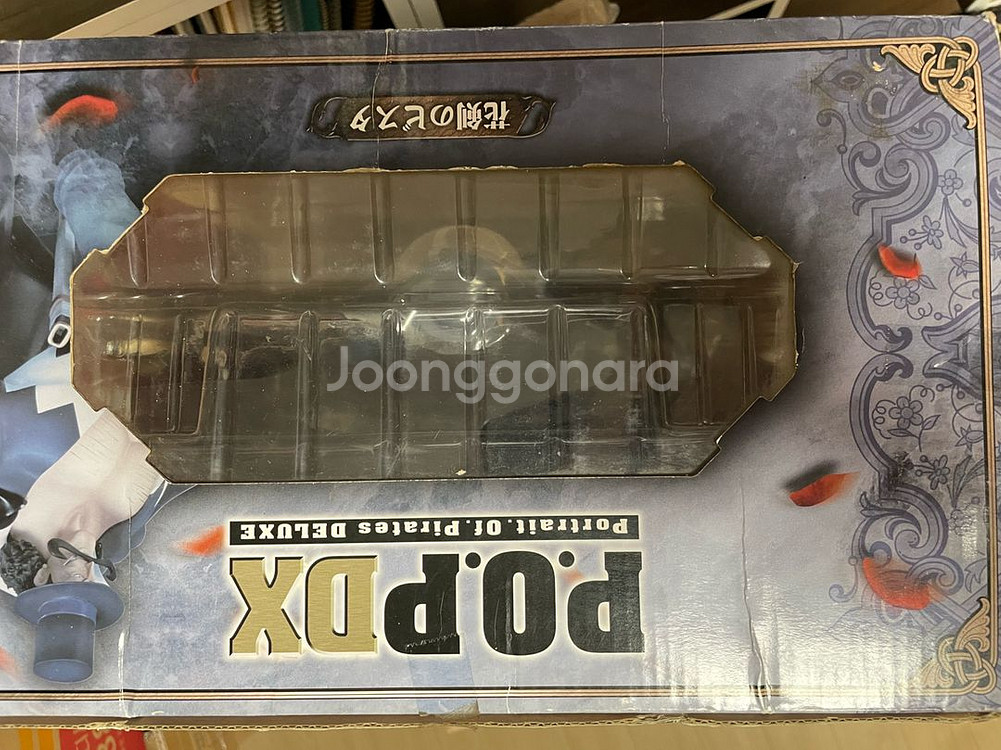 花剣のビスタ
Joonggonara
P.O.P DX
Portrait.Of.Pirates DELUXE